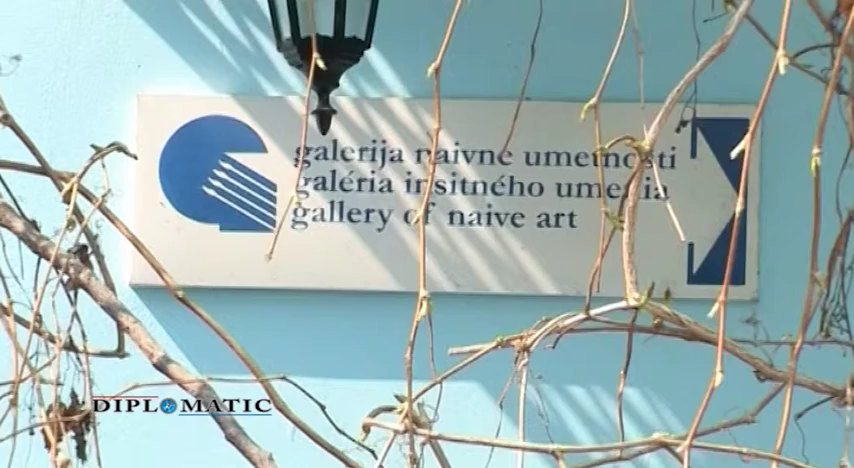 galerija naivne umetnosti
galéria insitného umenia
gallery of naive art
DIPLOMATIC